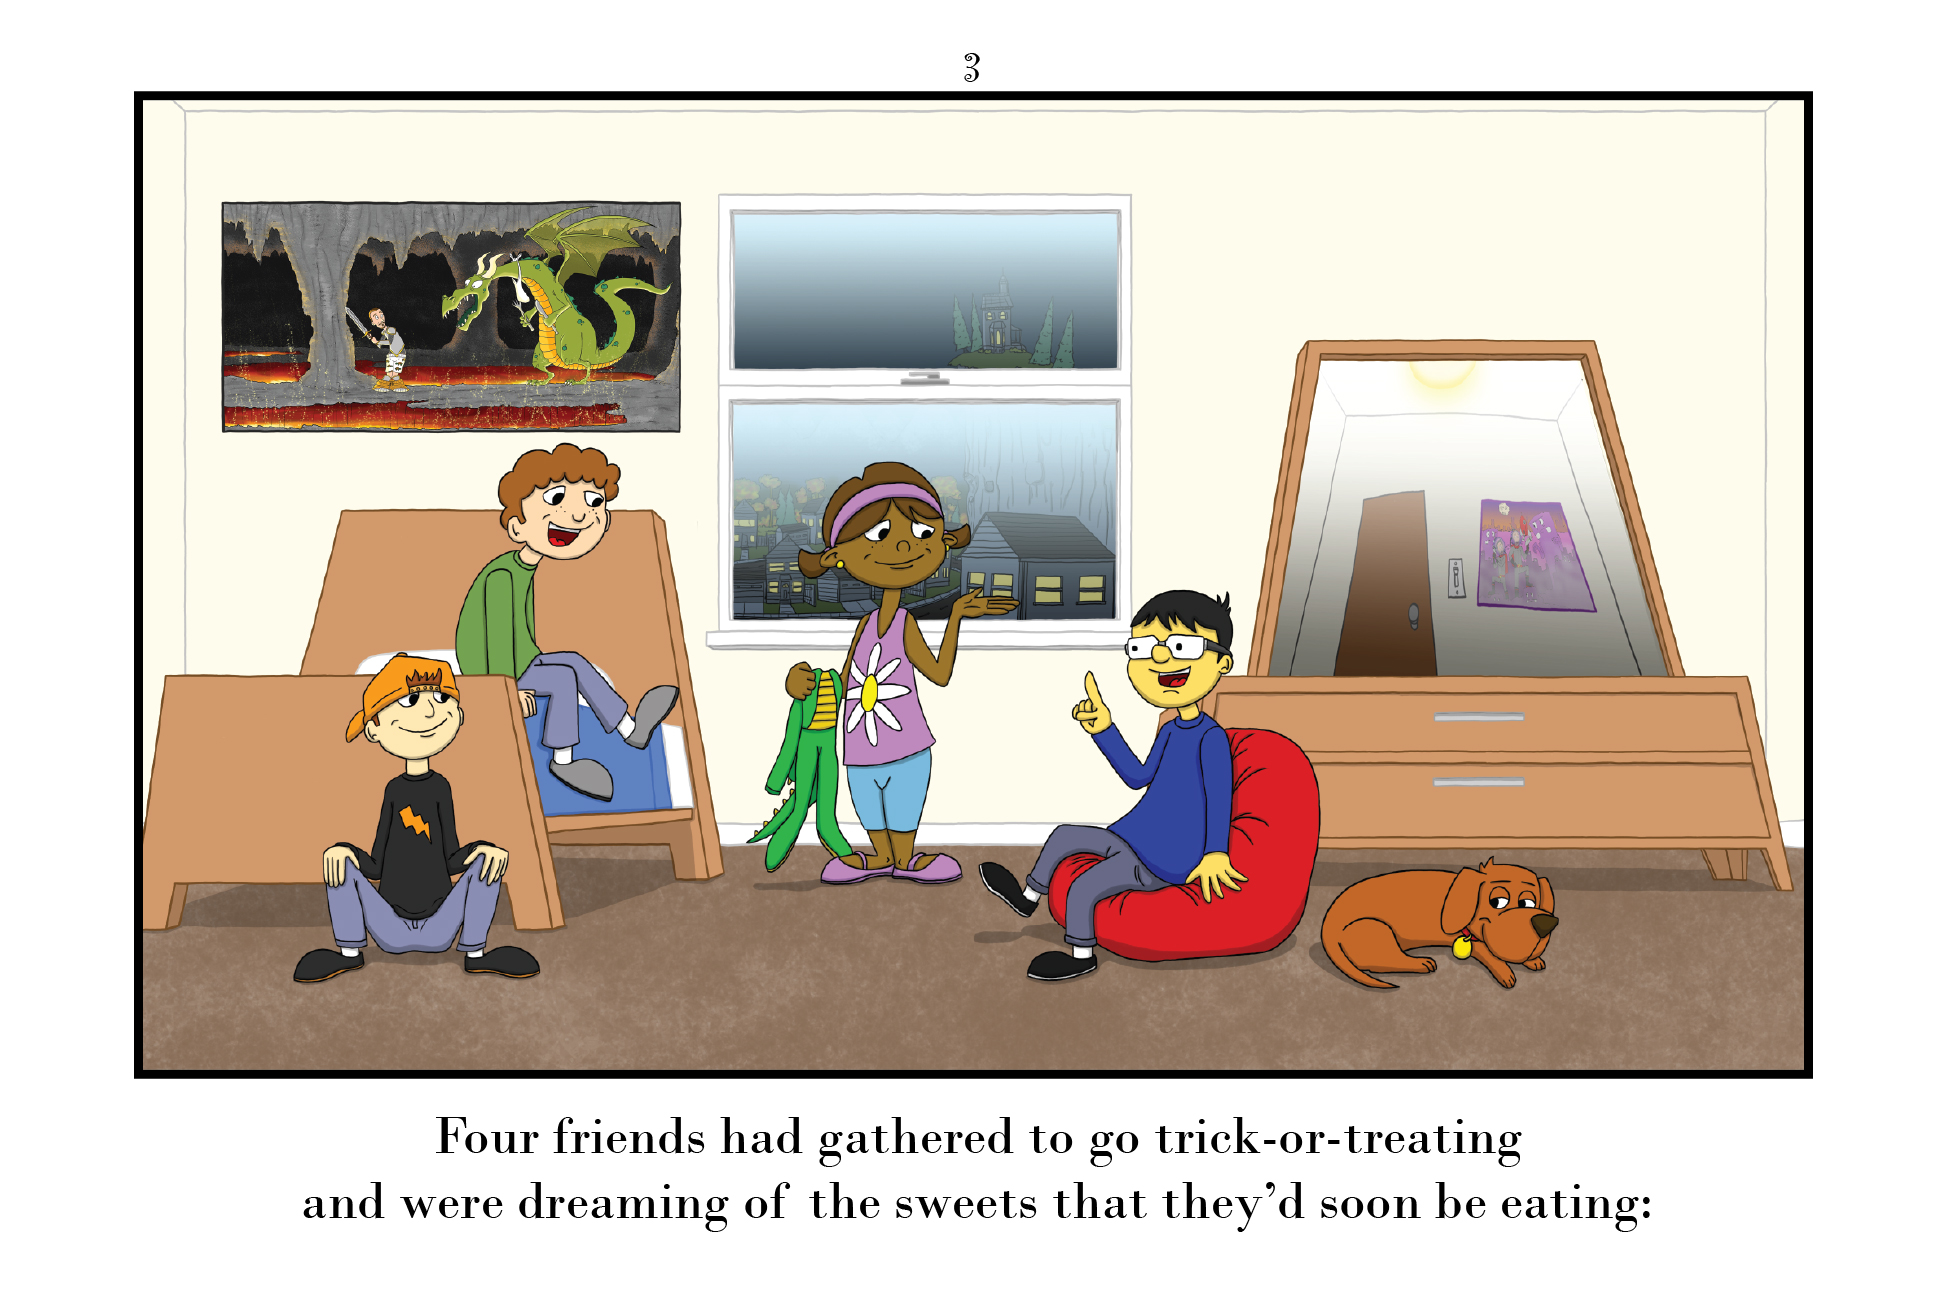 3
Four friends had gathered to go trick-or-treating
and were dreaming of the sweets that they’d soon be eating: